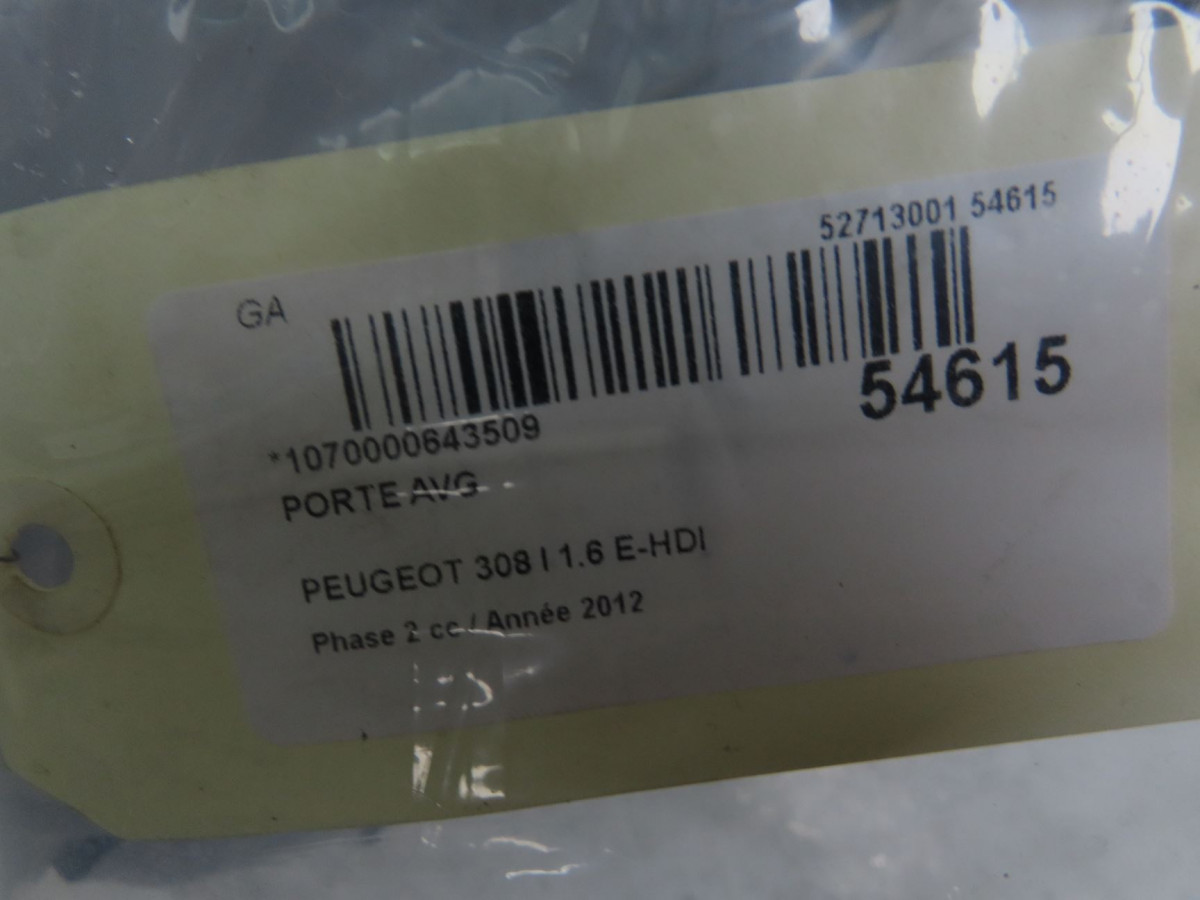 52713001 54615
GA
54615
*1070000643509
PORTE AVG
PEUGEOT 308 I 1.6 E-HDI
Phase 2 cc / Année 2012